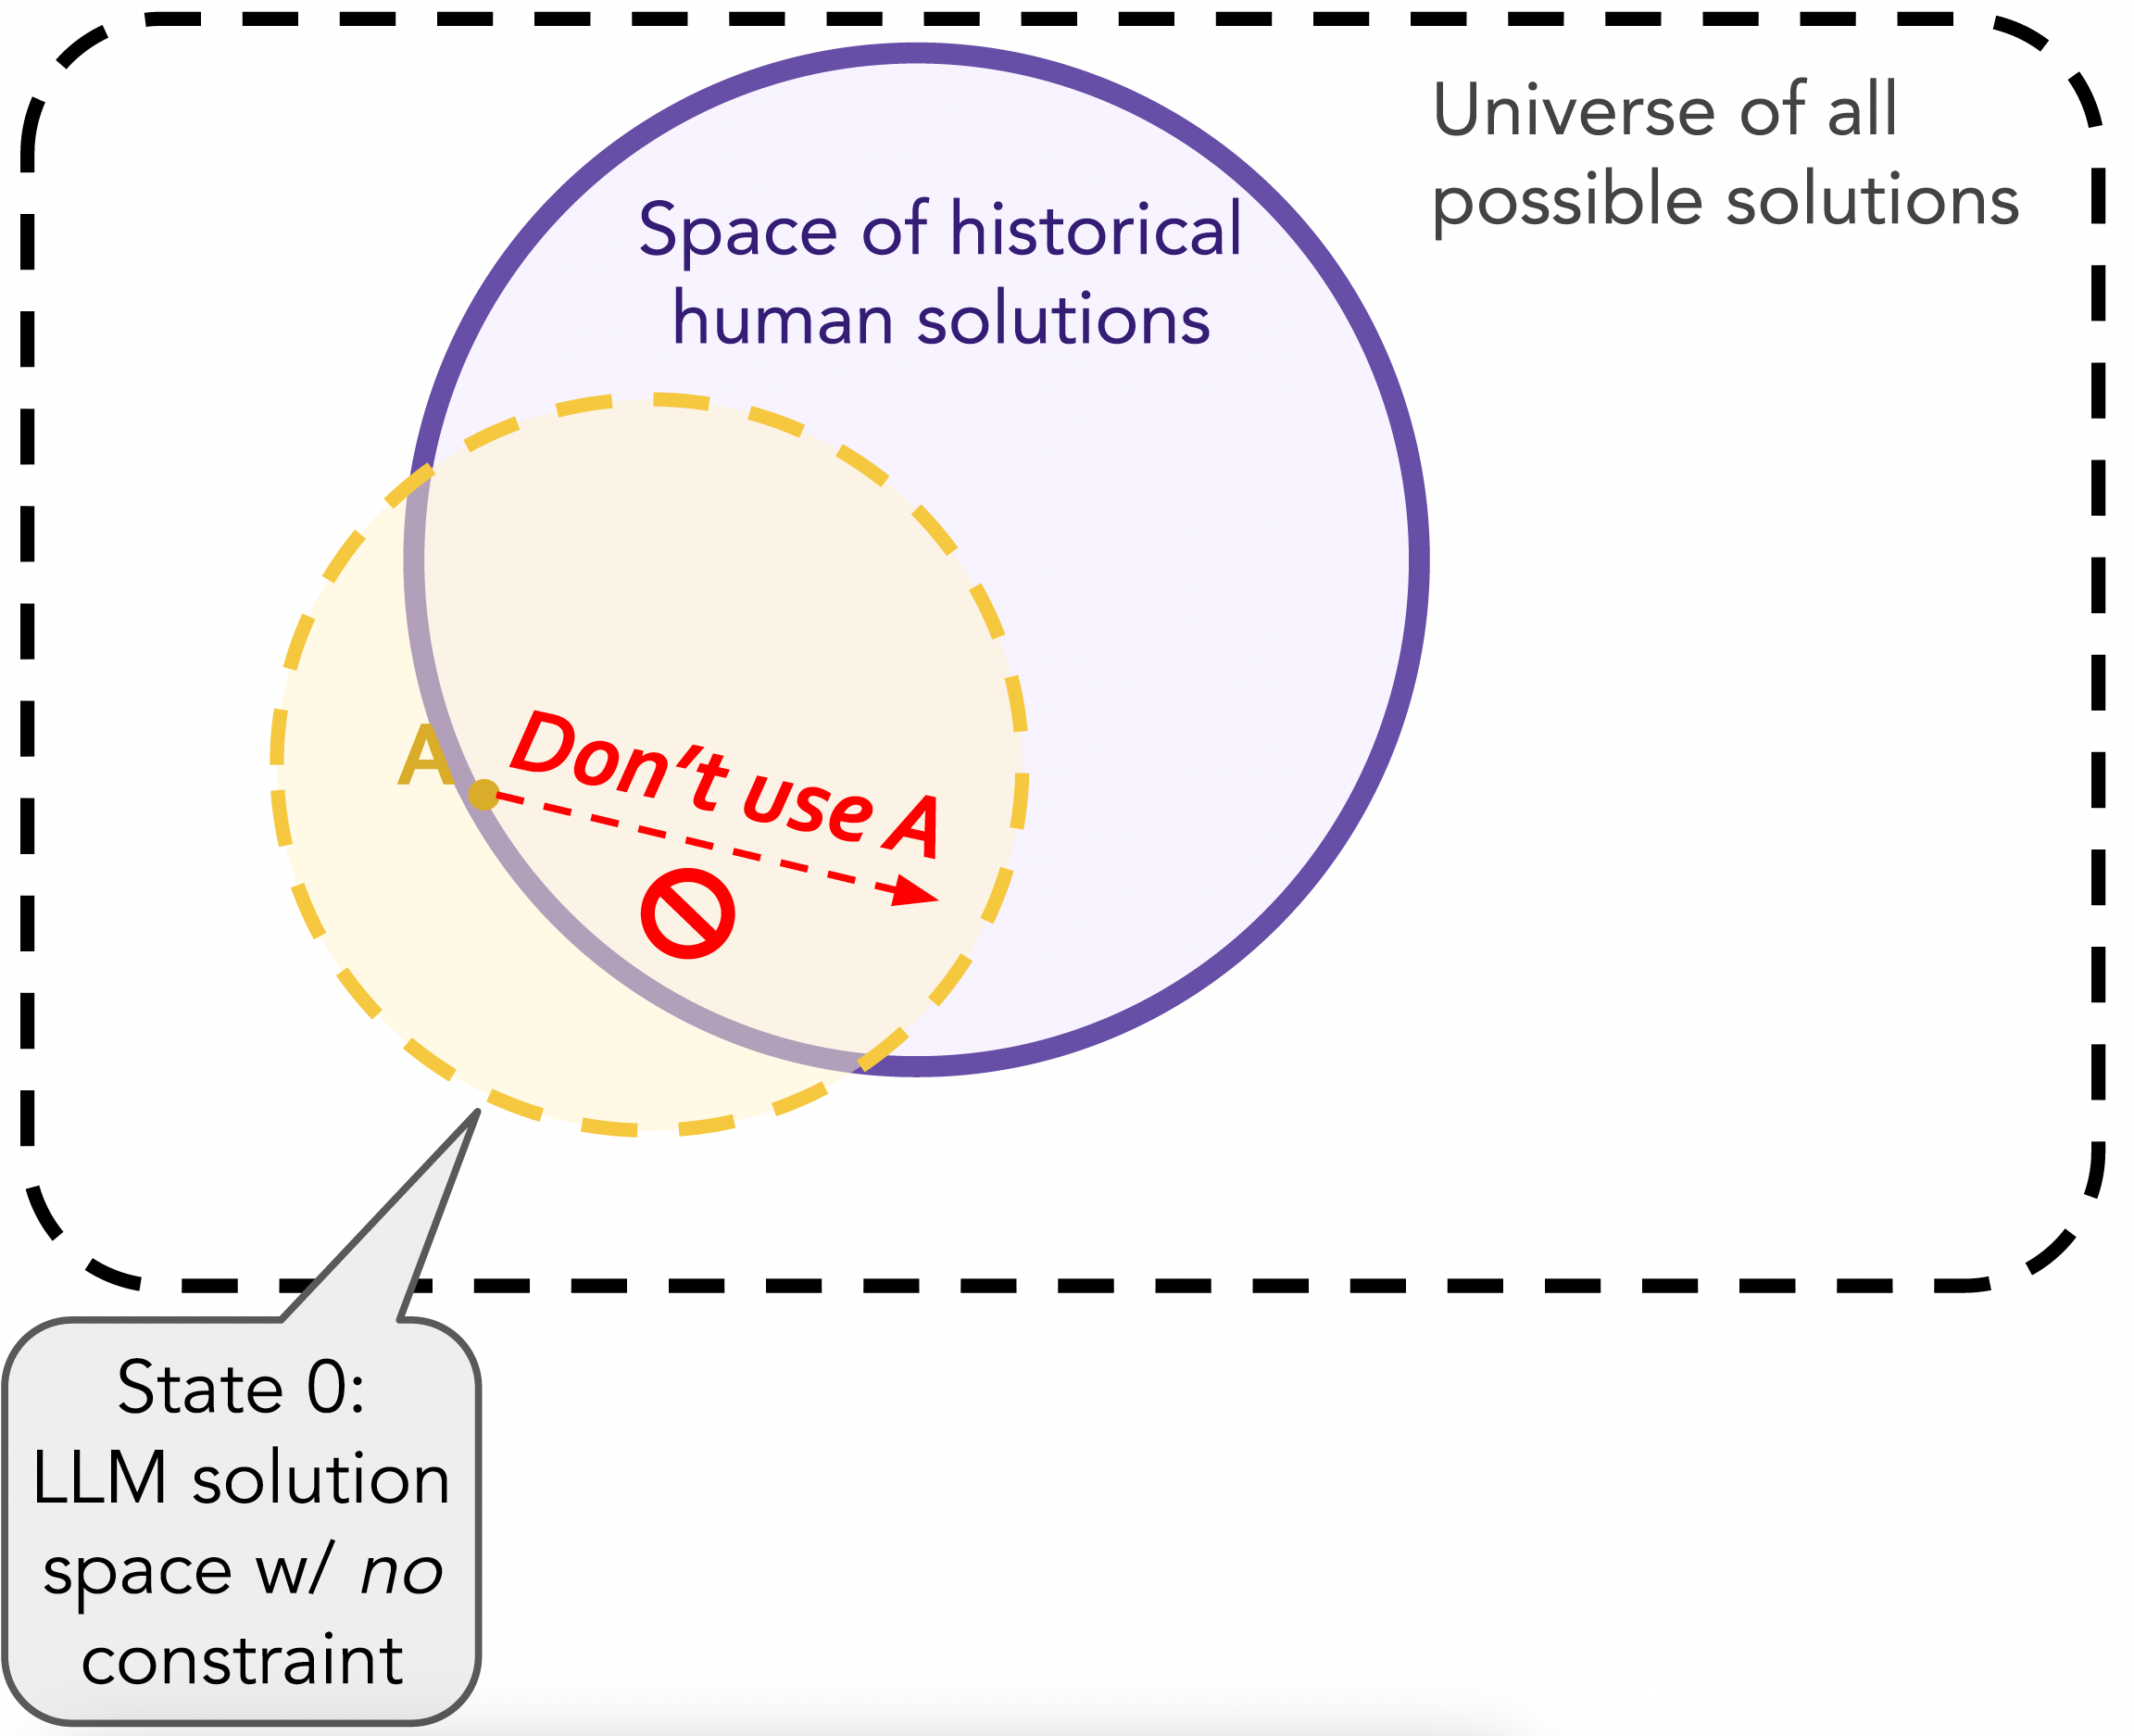 Universe of all
possible solutions
Space of historical
human solutions
A
Don't use A
State 0:
LLM solution
space w/ no
constraint